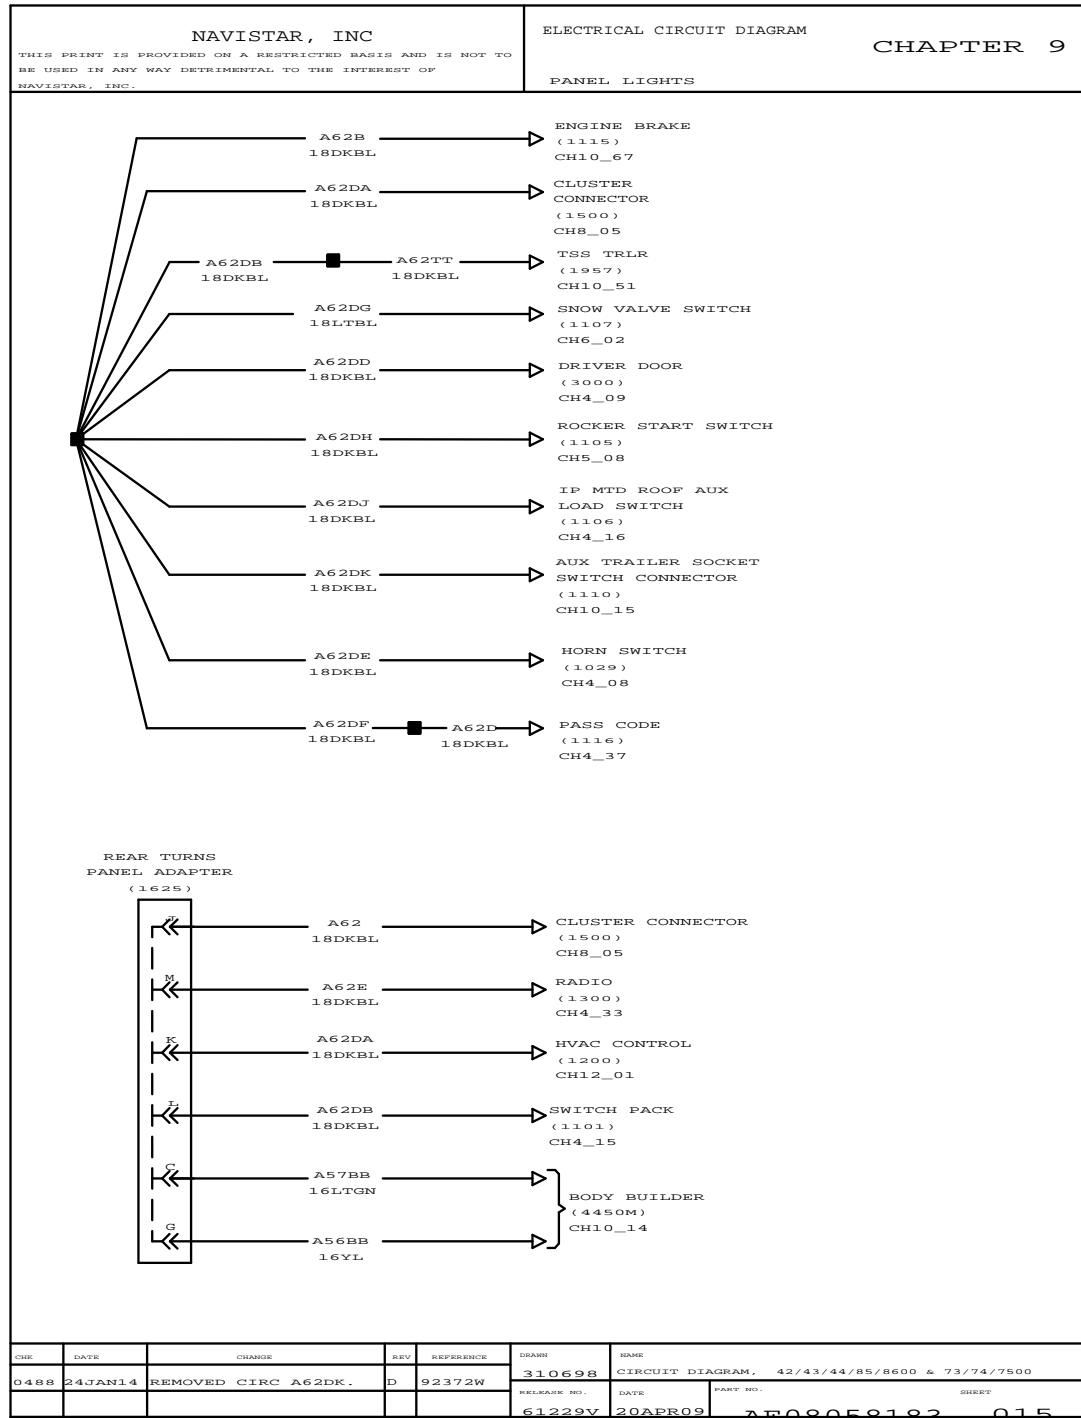 NAVISTAR, INC
THIS PRINT IS PROVIDED ON A RESTRICTED BASIS AND IS NOT TO
BE USED IN ANY WAY DETRIMENTAL TO THE INTEREST OF
NAVISTAR, INC.
ELECTRICAL CIRCUIT DIAGRAM
PANEL LIGHTS
CHAPTER 9
A62B
18DKBL
ENGINE BRAKE
(1115)
CH10_67
A62DA
18DKBL
CLUSTER
CONNECTOR
(1500)
CH8_05
A62DB
18DKBL
A62TT
18DKBL
TSS TRLR
(1957)
CH10_51
A62DG
18LTBL
SNOW VALVE SWITCH
(1107)
CH6_02
A62DD
18DKBL
DRIVER DOOR
(3000)
CH4_09
A62DH
18DKBL
ROCKER START SWITCH
(1105)
CH5_08
A62DJ
18DKBL
IP MTD ROOF AUX
LOAD SWITCH
(1106)
CH4_16
A62DK
18DKBL
AUX TRAILER SOCKET
SWITCH CONNECTOR
(1110)
CH10_15
A62DE
18DKBL
HORN SWITCH
(1029)
CH4_08
A62DF
18DKBL
A62D
18DKBL
PASS CODE
(1116)
CH4_37
REAR TURNS
PANEL ADAPTER
(1625)
J
A62
18DKBL
CLUSTER CONNECTOR
(1500)
CH8_05
M
A62E
18DKBL
RADIO
(1300)
CH4_33
K
A62DA
18DKBL
HVAC CONTROL
(1200)
CH12_01
L
A62DB
18DKBL
SWITCH PACK
(1101)
CH4_15
C
A57BB
16LTGN
G
A56BB
16YL
BODY BUILDER
(4450M)
CH10_14
CHK DATE CHANGE REV REFERENCE
0488 24JAN14 REMOVED CIRC A62DK. D 92372W
DRAWN
310698
NAME
CIRCUIT DIAGRAM, 42/43/44/85/8600 & 73/74/7500
RELEASE NO.
61229V
DATE
20APR09
PART NO.
AE08058182
SHEET
015